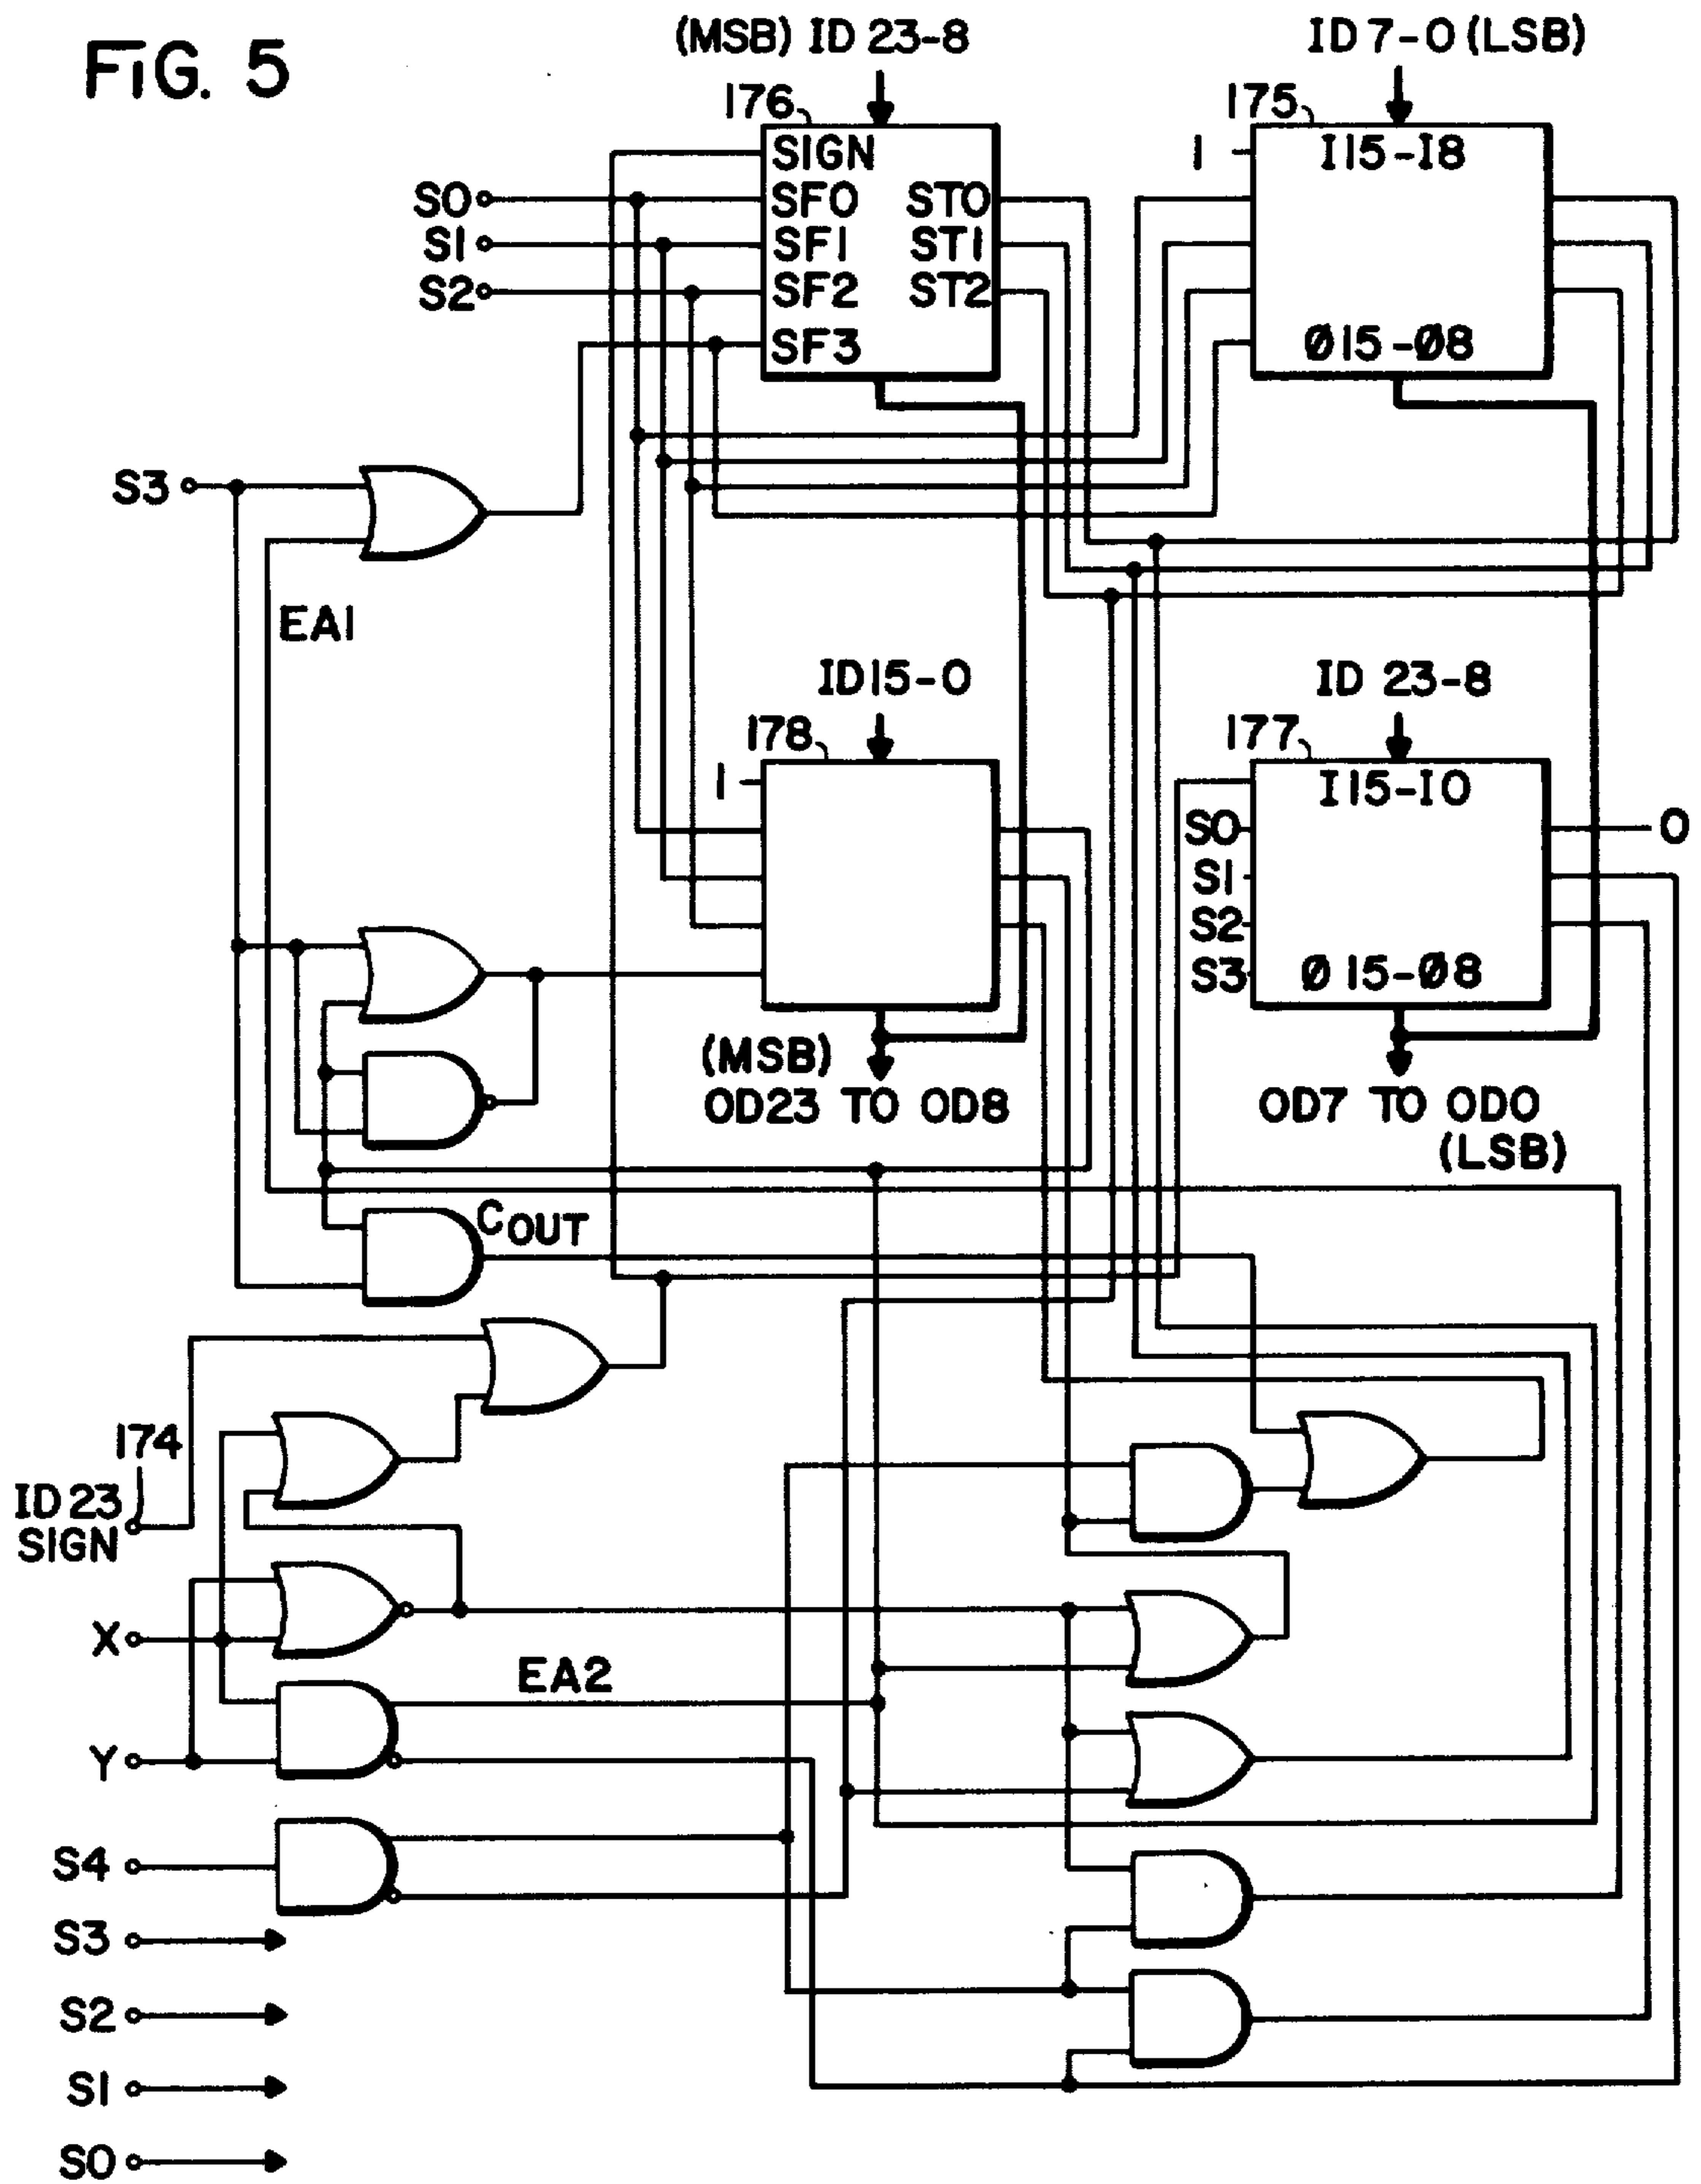 FIG. 5
(MSB) ID 23-8
ID 7-0 (LSB)
176
175
SIGN
SF0
SF1
SF2
SF3
ST0
ST1
ST2
1
I15-I8
Ø15-Ø8
S0
S1
S2
S3
EA1
ID15-0
ID 23-8
178
177
1
I15-I0
S0
S1
S2
S3
Ø15-Ø8
0
(MSB)
OD23 TO OD8
OD7 TO OD0
(LSB)
COUT
174
ID23
SIGN
X
EA2
Y
S4
S3
S2
S1
S0